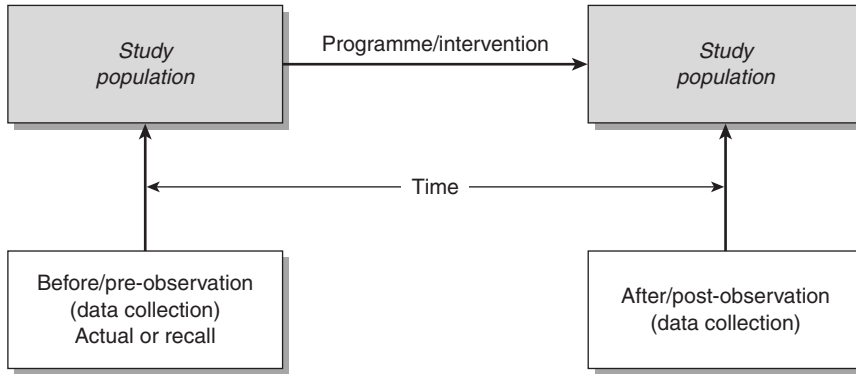 Study
population
Programme/intervention
Study
population
Time
Before/pre-observation
(data collection)
Actual or recall
After/post-observation
(data collection)